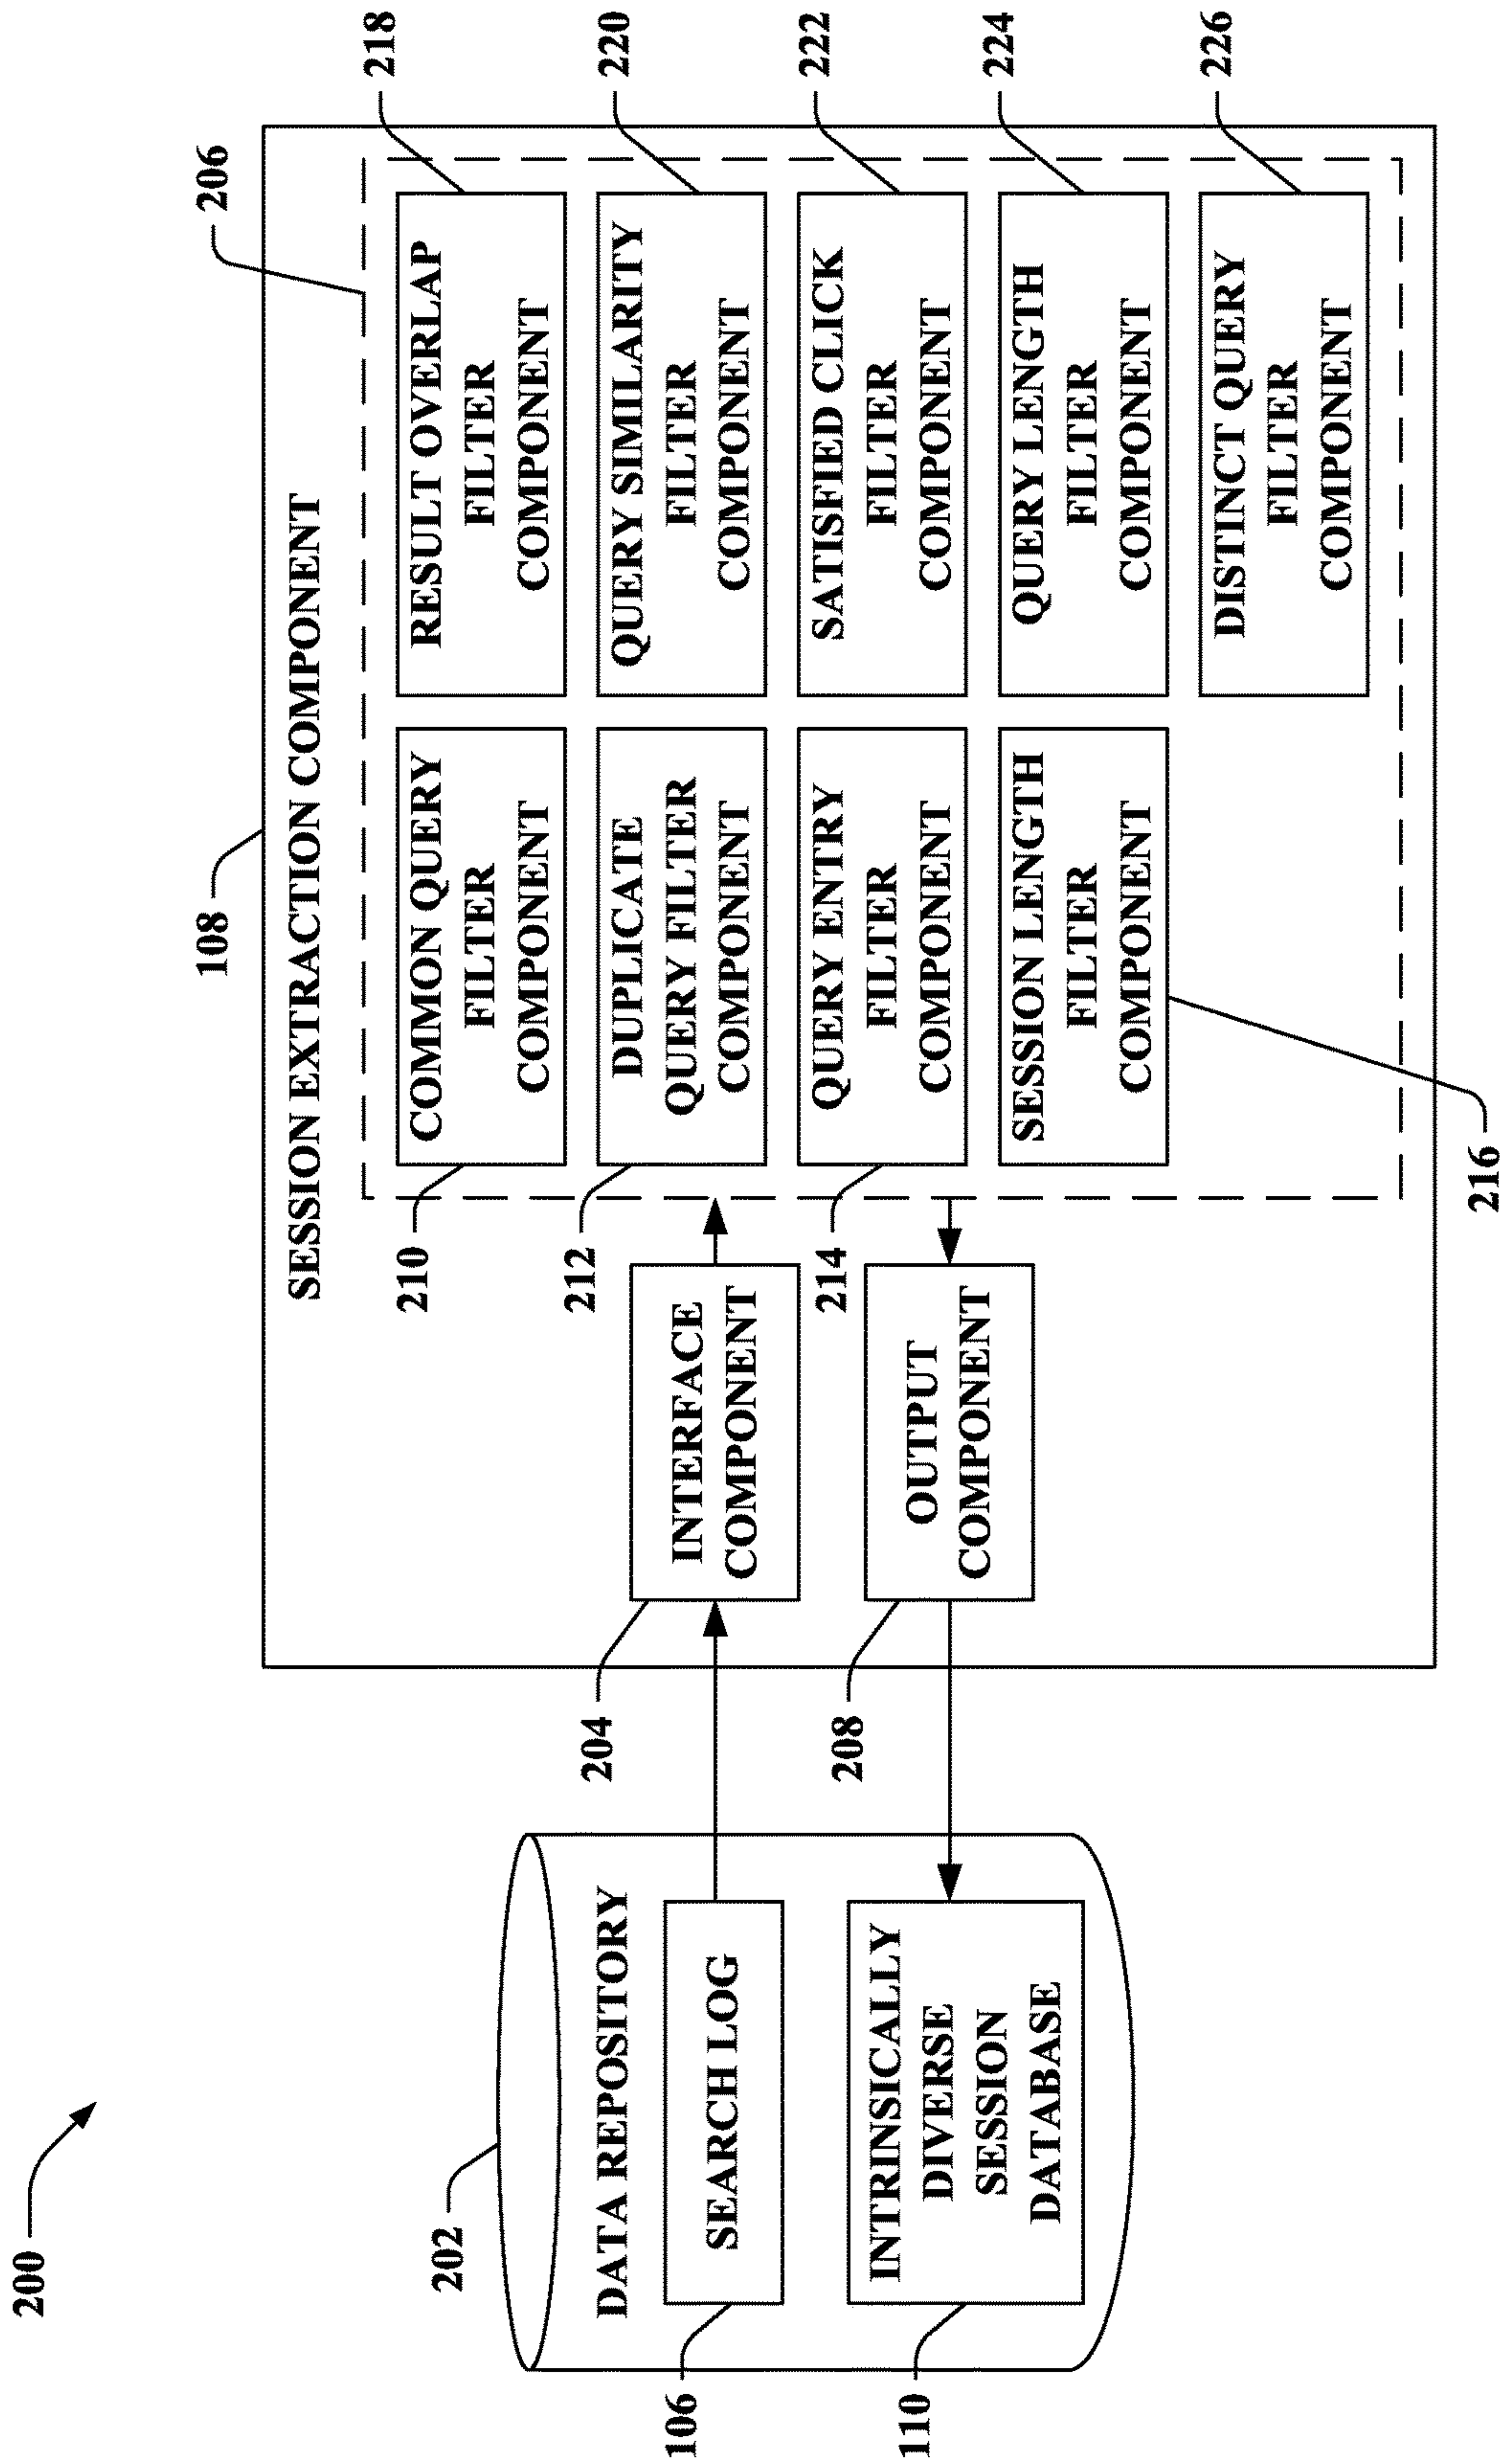 200
202
DATA REPOSITORY
106
SEARCH LOG
110
INTRINSICALLY
DIVERSE
SESSION
DATABASE
108
SESSION EXTRACTION COMPONENT
204
INTERFACE
COMPONENT
208
OUTPUT
COMPONENT
206
210
COMMON QUERY
FILTER
COMPONENT
218
RESULT OVERLAP
FILTER
COMPONENT
212
DUPLICATE
QUERY FILTER
COMPONENT
220
QUERY SIMILARITY
FILTER
COMPONENT
214
QUERY ENTRY
FILTER
COMPONENT
222
SATISFIED CLICK
FILTER
COMPONENT
216
SESSION LENGTH
FILTER
COMPONENT
224
QUERY LENGTH
FILTER
COMPONENT
226
DISTINCT QUERY
FILTER
COMPONENT